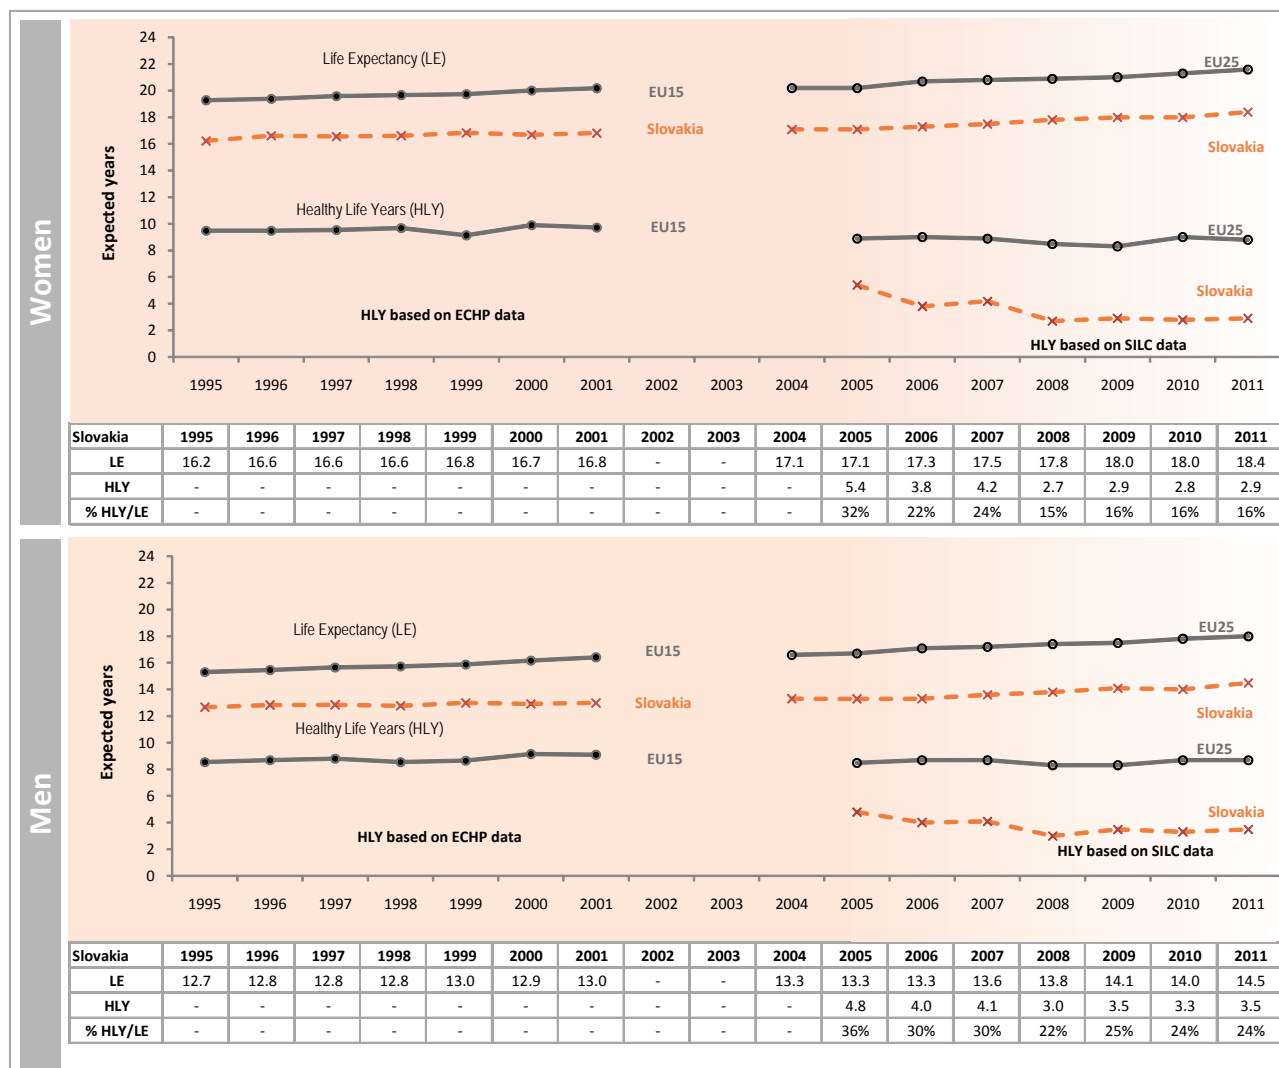 Women
24
22
20
18
16
14
12
10
8
6
4
2
0
Expected years
Life Expectancy (LE)
EU15
EU25
Slovakia
Slovakia
Healthy Life Years (HLY)
EU15
EU25
Slovakia
HLY based on ECHP data
HLY based on SILC data
1995 1996 1997 1998 1999 2000 2001 2002 2003 2004 2005 2006 2007 2008 2009 2010 2011
Slovakia 1995 1996 1997 1998 1999 2000 2001 2002 2003 2004 2005 2006 2007 2008 2009 2010 2011
LE 16.2 16.6 16.6 16.6 16.8 16.7 16.8 - - 17.1 17.1 17.3 17.5 17.8 18.0 18.0 18.4
HLY - - - - - - - - - - 5.4 3.8 4.2 2.7 2.9 2.8 2.9
% HLY/LE - - - - - - - - - - 32% 22% 24% 15% 16% 16% 16%
Men
24
22
20
18
16
14
12
10
8
6
4
2
0
Expected years
Life Expectancy (LE)
EU15
EU25
Slovakia
Slovakia
Healthy Life Years (HLY)
EU15
EU25
Slovakia
HLY based on ECHP data
HLY based on SILC data
1995 1996 1997 1998 1999 2000 2001 2002 2003 2004 2005 2006 2007 2008 2009 2010 2011
Slovakia 1995 1996 1997 1998 1999 2000 2001 2002 2003 2004 2005 2006 2007 2008 2009 2010 2011
LE 12.7 12.8 12.8 12.8 13.0 12.9 13.0 - - 13.3 13.3 13.3 13.6 13.8 14.1 14.0 14.5
HLY - - - - - - - - - - 4.8 4.0 4.1 3.0 3.5 3.3 3.5
% HLY/LE - - - - - - - - - - 36% 30% 30% 22% 25% 24% 24%